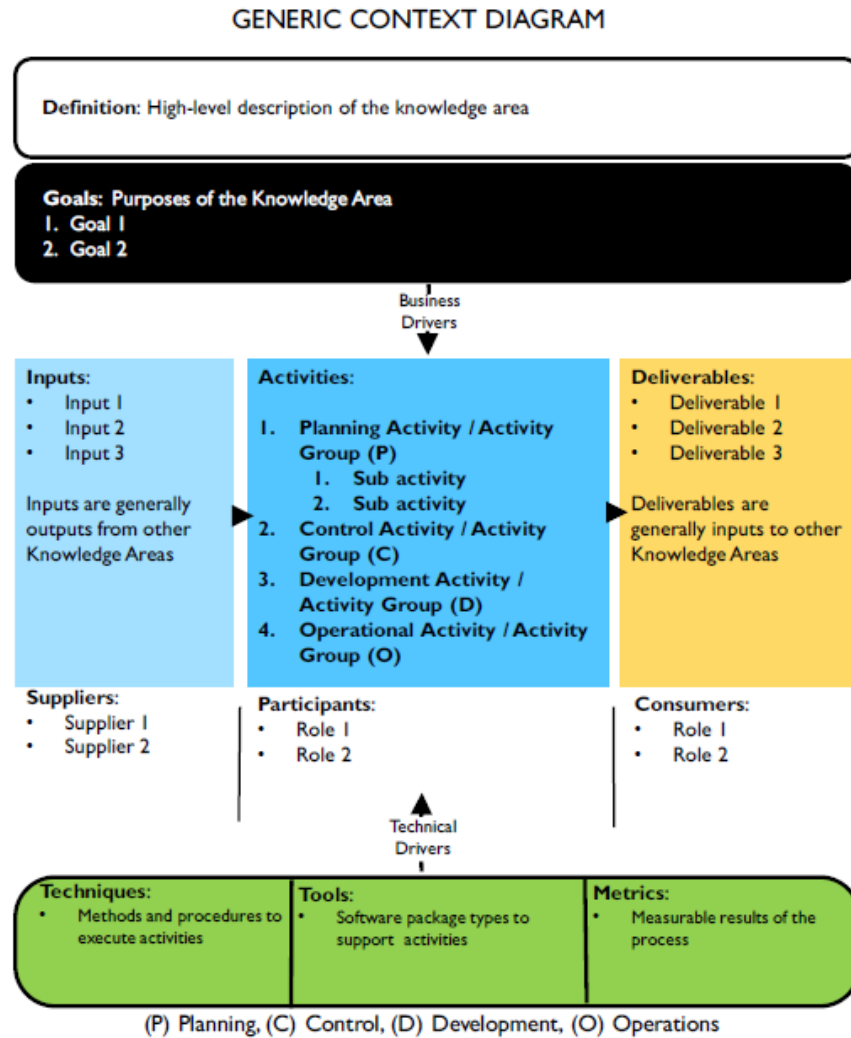 GENERIC CONTEXT DIAGRAM
Definition: High-level description of the knowledge area
Goals: Purposes of the Knowledge Area
1. Goal 1
2. Goal 2
Business
Drivers
Inputs:
• Input 1
• Input 2
• Input 3
Inputs are generally
outputs from other
Knowledge Areas
Activities:
1. Planning Activity / Activity
Group (P)
1. Sub activity
2. Sub activity
2. Control Activity / Activity
Group (C)
3. Development Activity /
Activity Group (D)
4. Operational Activity / Activity
Group (O)
Deliverables:
• Deliverable 1
• Deliverable 2
• Deliverable 3
Deliverables are
generally inputs to other
Knowledge Areas
Suppliers:
• Supplier 1
• Supplier 2
Participants:
• Role 1
• Role 2
Consumers:
• Role 1
• Role 2
Technical
Drivers
Techniques:
• Methods and procedures to
execute activities
Tools:
• Software package types to
support activities
Metrics:
• Measurable results of the
process
(P) Planning, (C) Control, (D) Development, (O) Operations